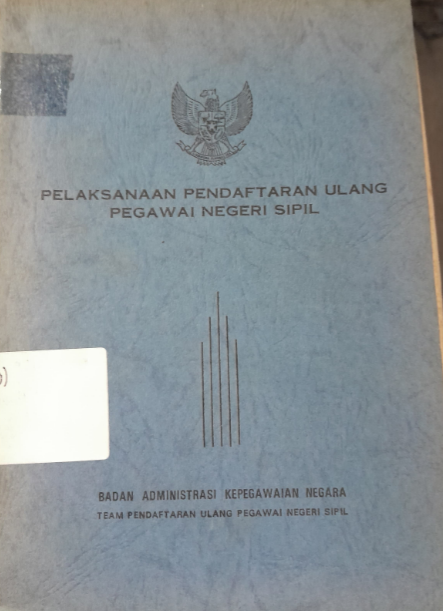 PELAKSANAAN PENDAFTARAN ULANG
PEGAWAI NEGERI SIPIL
)
BADAN ADMINISTRASI KEPEGAWAIAN NEGARA
TEAM PENDAFTARAN ULANG PEGAWAI NEGERI SIPIL